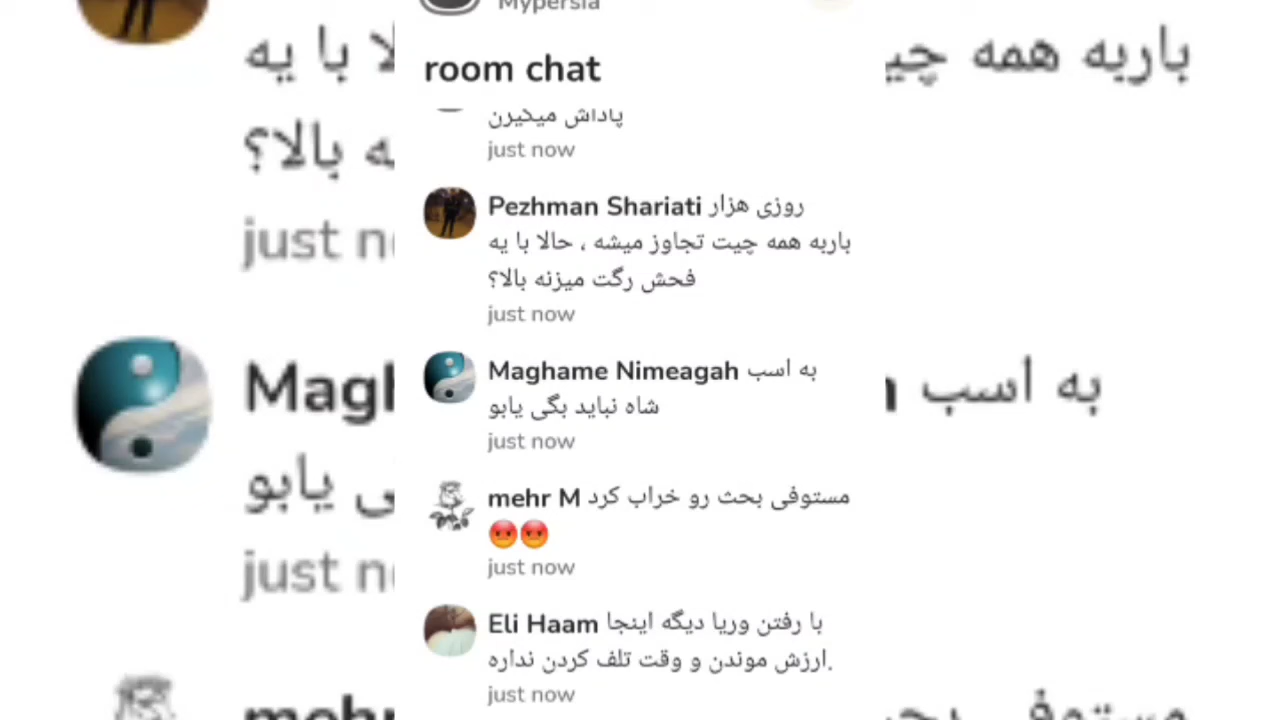 Mypersia
room chat
پاداش میگیرن
just now
Pezhman Shariati روزی هزار
باربه همه چیت تجاوز میشه ، حالا با یه
فحش رگت میزنه بالا؟
just now
Maghame Nimeagah به اسب
شاه نباید بگی یابو
just now
mehr M مستوفی بحث رو خراب کرد
😡😡
just now
Eli Haam با رفتن وریا دیگه اینجا
ارزش موندن و وقت تلف کردن نداره.
just now